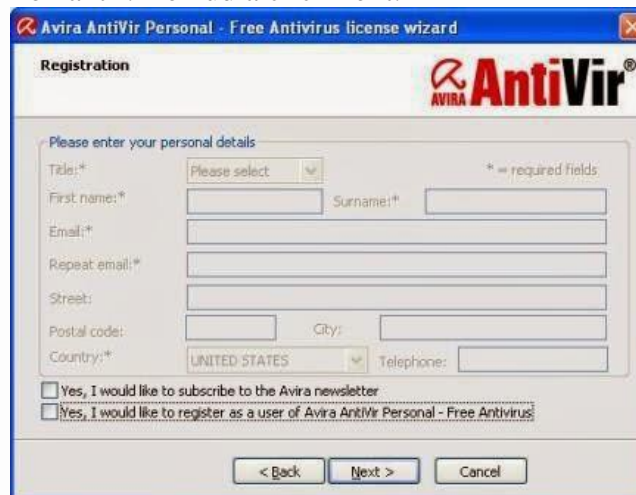 Avira AntiVir Personal - Free Antivirus license wizard
Registration
AVIRA AntiVir®
Please enter your personal details
Title:* Please select * = required fields
First name:* Surname:*
Email:*
Repeat email:*
Street:
Postal code: City:
Country:* UNITED STATES Telephone:
Yes, I would like to subscribe to the Avira newsletter
Yes, I would like to register as a user of Avira AntiVir Personal - Free Antivirus
< Back Next > Cancel